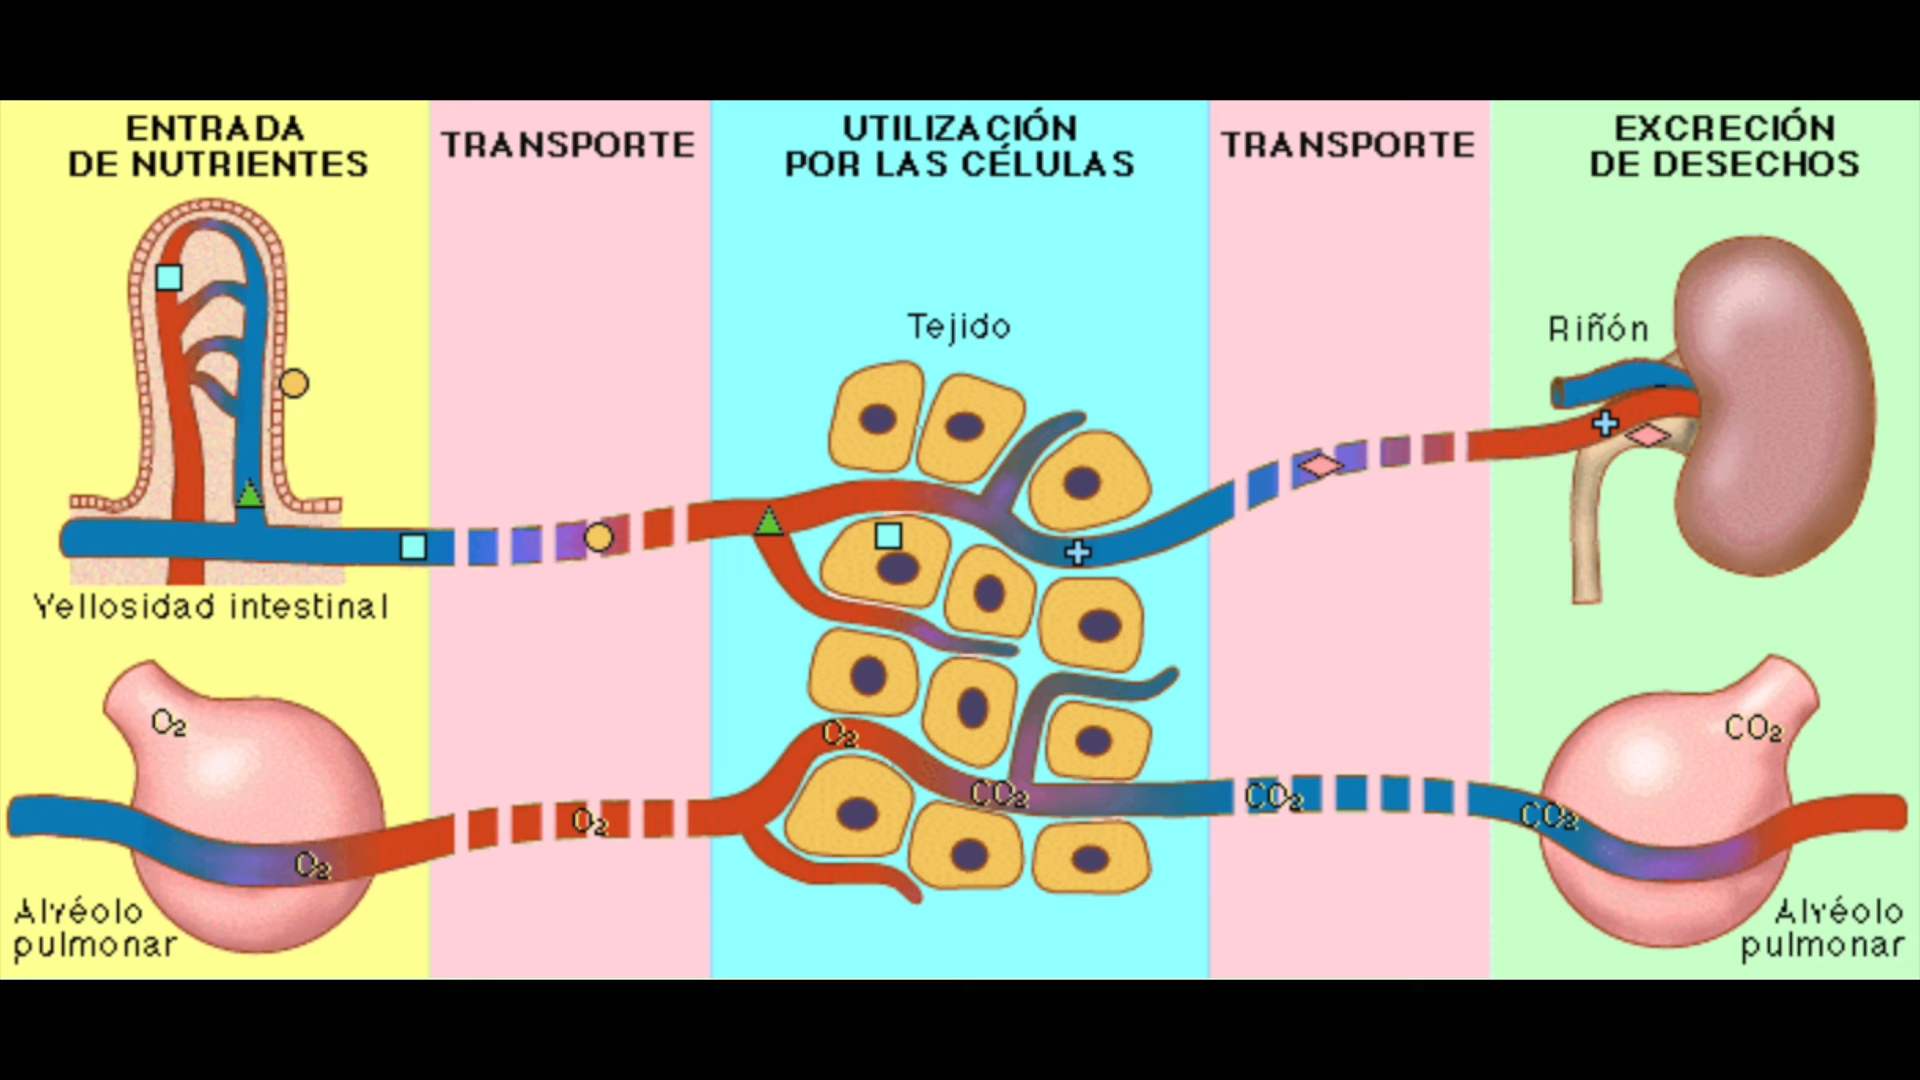 ENTRADA
DE NUTRIENTES
TRANSPORTE
UTILIZACIÓN
POR LAS CÉLULAS
TRANSPORTE
EXCRECIÓN
DE DESECHOS
Tejido
Riñón
Vellosidad intestinal
O₂
O₂
O₂
O₂
CO₂
CO₂
CO₂
CO₂
Alvéolo
pulmonar
Alvéolo
pulmonar